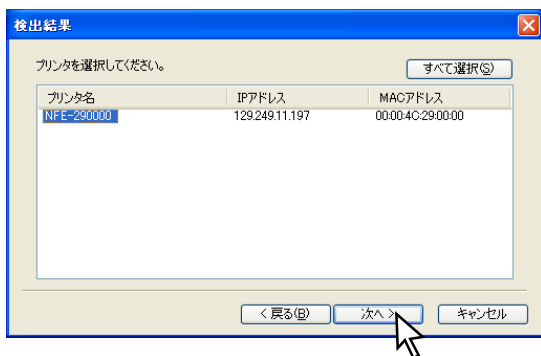 検出結果
プリンタを選択してください。 すべて選択(S)
プリンタ名 IPアドレス MACアドレス
NFE-290000 129.249.11.197 00:00:4C:29:00:00
< 戻る(B) 次へ > キャンセル